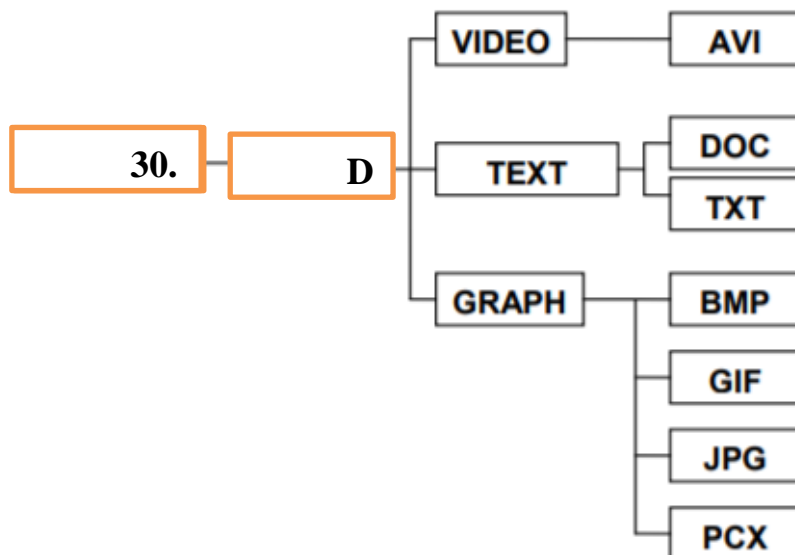 VIDEO AVI
30. D TEXT DOC
TXT
GRAPH BMP
GIF
JPG
PCX